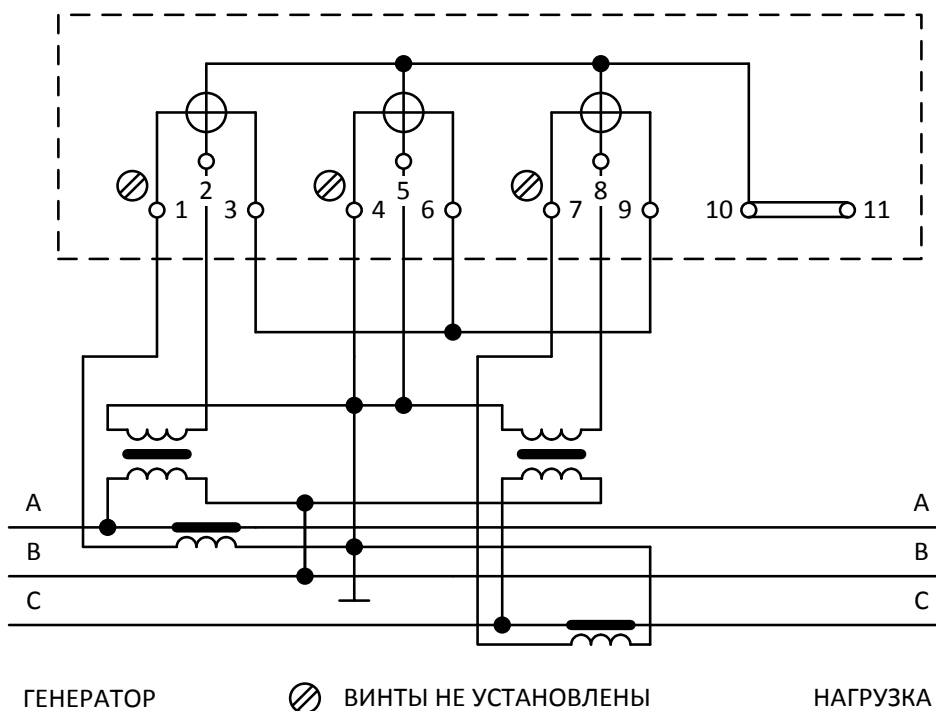 2 5 8
1 3 4 6 7 9 10 11
А А
В В
С С
ГЕНЕРАТОР ВИНТЫ НЕ УСТАНОВЛЕНЫ НАГРУЗКА